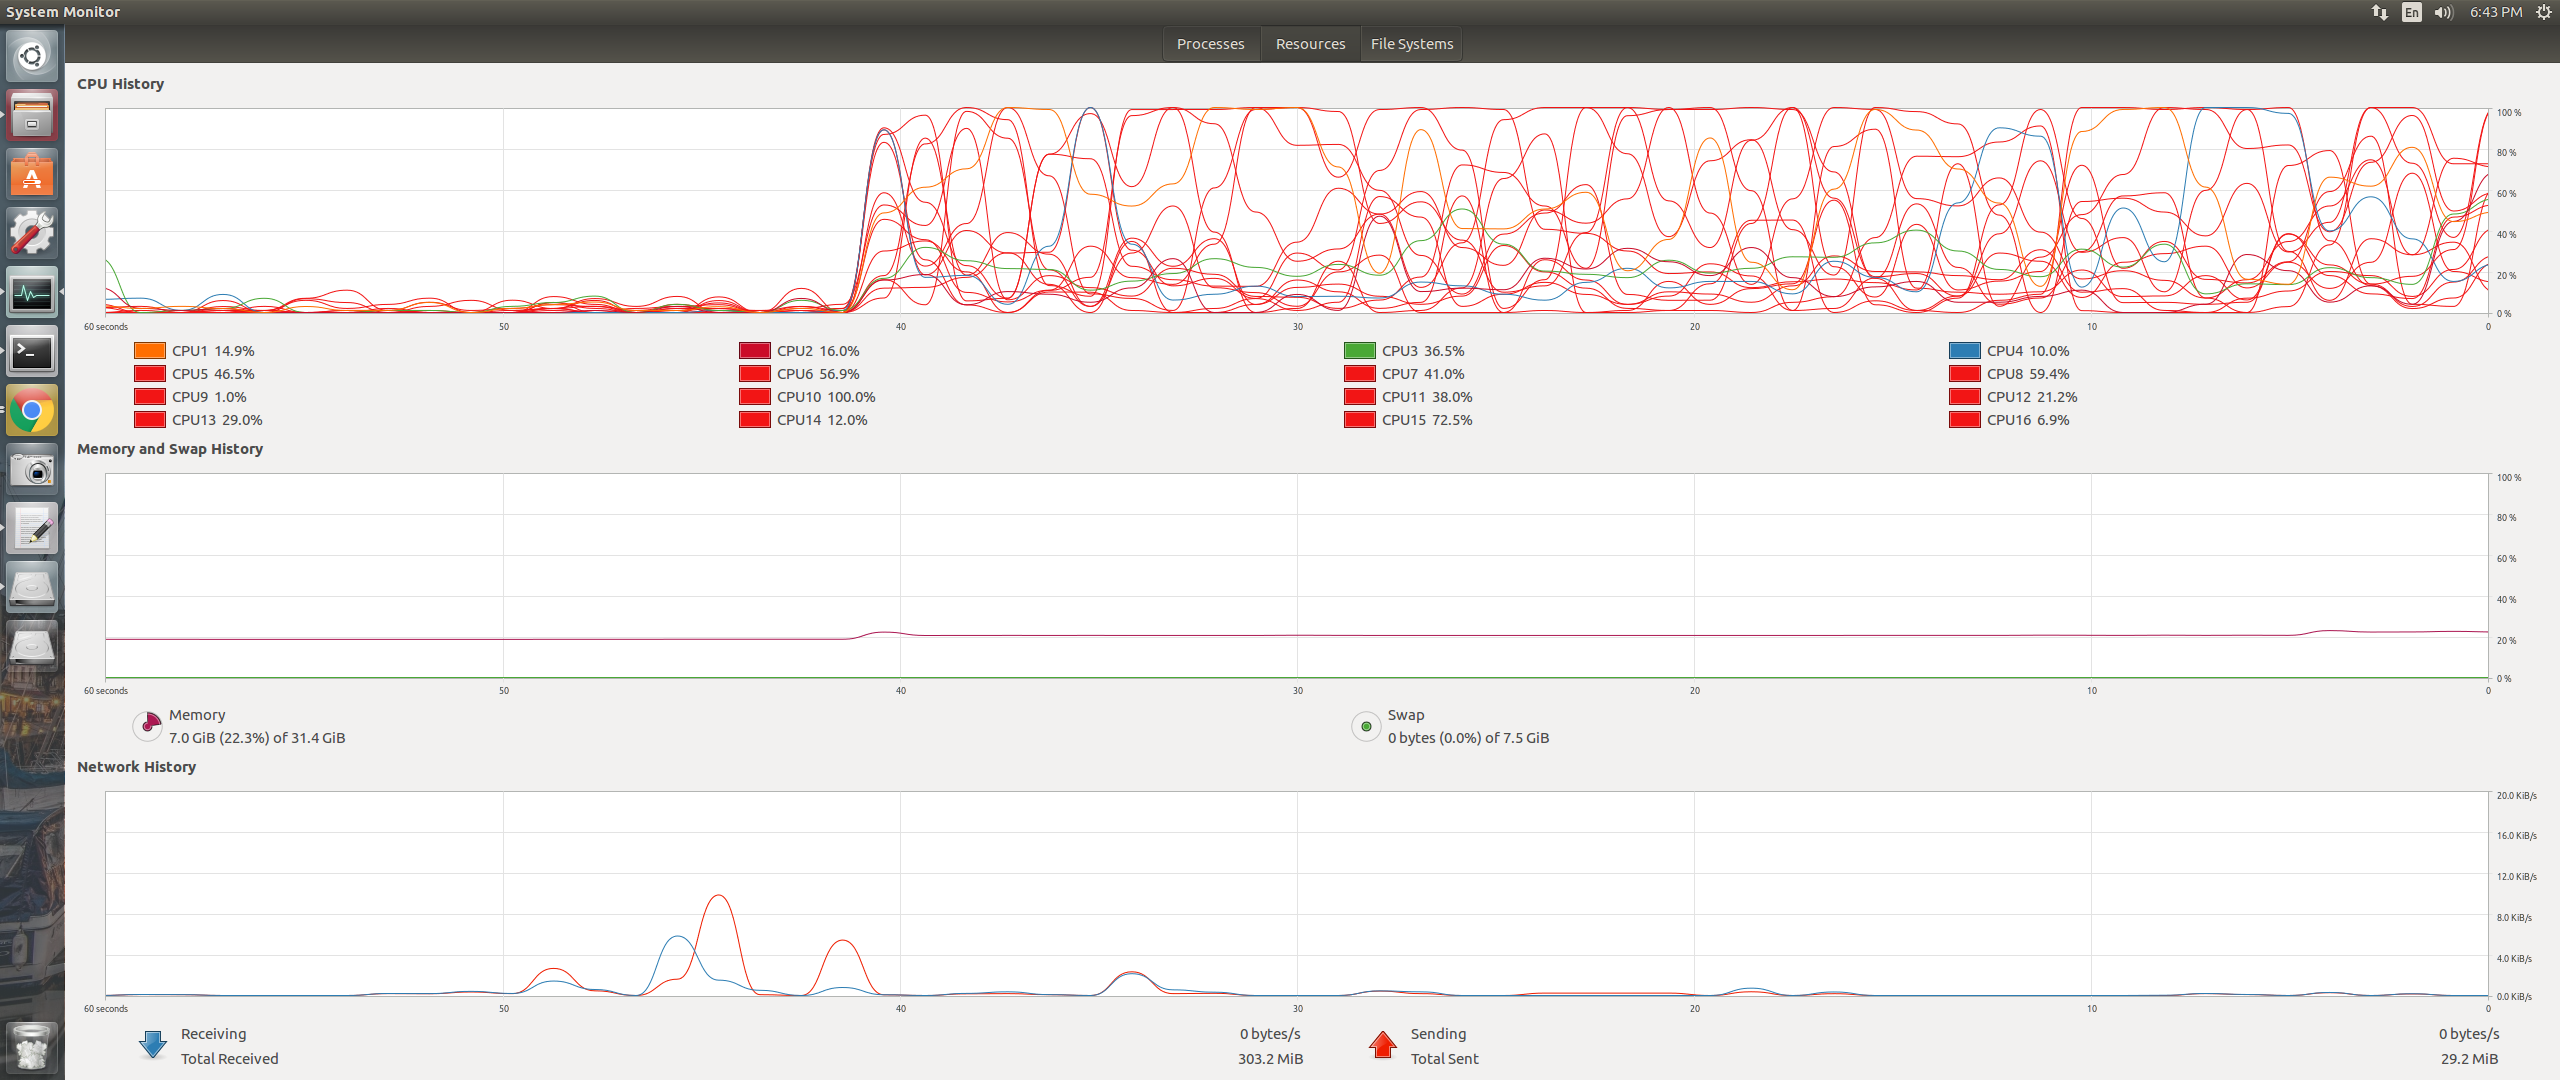 System Monitor
En 6:43 PM
Processes Resources File Systems
CPU History
100 %
80 %
60 %
40 %
20 %
0 %
60 seconds 50 40 30 20 10 0
CPU1 14.9% CPU2 16.0% CPU3 36.5% CPU4 10.0%
CPU5 46.5% CPU6 56.9% CPU7 41.0% CPU8 59.4%
CPU9 1.0% CPU10 100.0% CPU11 38.0% CPU12 21.2%
CPU13 29.0% CPU14 12.0% CPU15 72.5% CPU16 6.9%
Memory and Swap History
100 %
80 %
60 %
40 %
20 %
0 %
60 seconds 50 40 30 20 10 0
Memory Swap
7.0 GiB (22.3%) of 31.4 GiB 0 bytes (0.0%) of 7.5 GiB
Network History
20.0 KiB/s
16.0 KiB/s
12.0 KiB/s
8.0 KiB/s
4.0 KiB/s
0.0 KiB/s
60 seconds 50 40 30 20 10 0
Receiving 0 bytes/s Sending 0 bytes/s
Total Received 303.2 MiB Total Sent 29.2 MiB